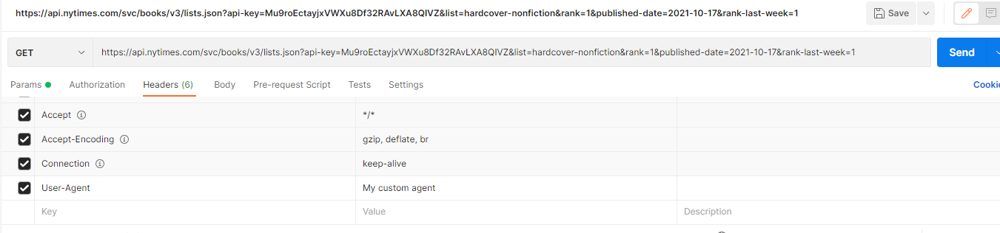 https://api.nytimes.com/svc/books/v3/lists.json?api-key=Mu9roEctayjxVWXu8Df32RAvLXA8QIVZ&list=hardcover-nonfiction&rank=1&published-date=2021-10-17&rank-last-week=1 Save
GET https://api.nytimes.com/svc/books/v3/lists.json?api-key=Mu9roEctayjxVWXu8Df32RAvLXA8QIVZ&list=hardcover-nonfiction&rank=1&published-date=2021-10-17&rank-last-week=1 Send
Params Authorization Headers (6) Body Pre-request Script Tests Settings Cookie
Accept */*
Accept-Encoding gzip, deflate, br
Connection keep-alive
User-Agent My custom agent
Key Value Description